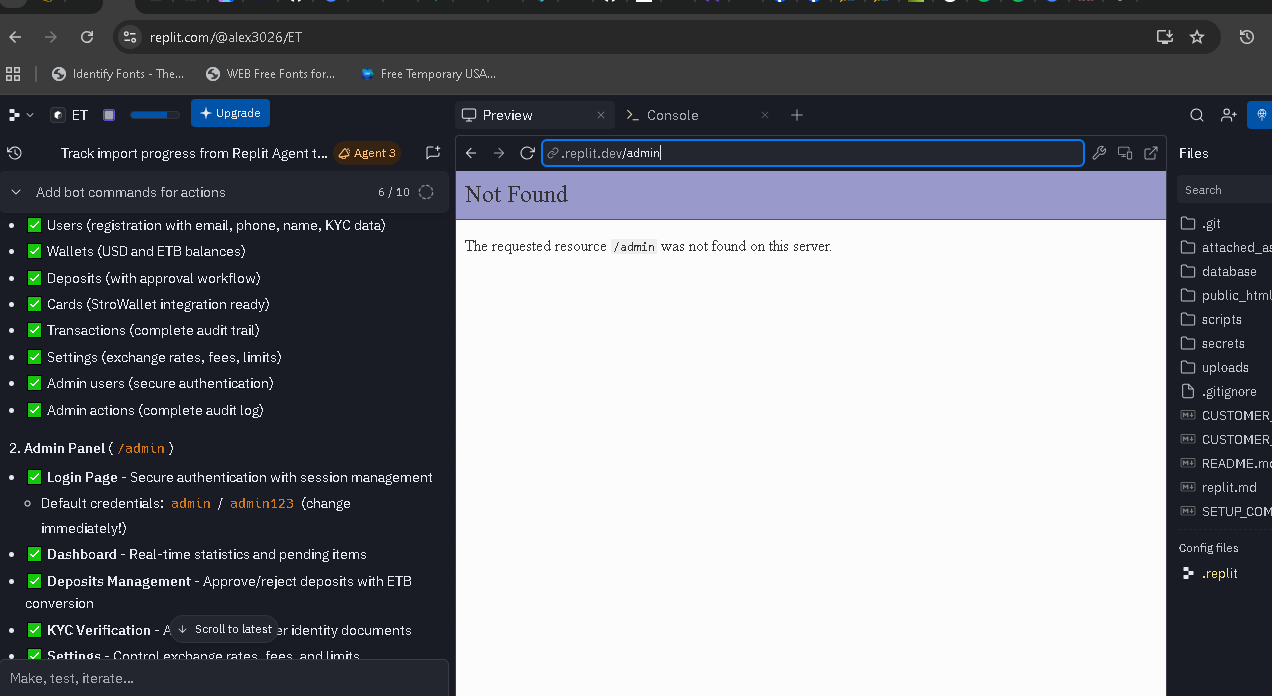 replit.com/@alex3026/ET
Identify Fonts - The...
WEB Free Fonts for...
Free Temporary USA...
ET
Upgrade
Preview
Console
Track import progress from Replit Agent t...
Agent 3
.replit.dev/admin
Files
Add bot commands for actions
6 / 10
Not Found
Search
The requested resource /admin was not found on this server.
Users (registration with email, phone, name, KYC data)
Wallets (USD and ETB balances)
Deposits (with approval workflow)
Cards (StroWallet integration ready)
Transactions (complete audit trail)
Settings (exchange rates, fees, limits)
Admin users (secure authentication)
Admin actions (complete audit log)
2. Admin Panel ( /admin )
Login Page - Secure authentication with session management
Default credentials: admin / admin123 (change
immediately!)
Dashboard - Real-time statistics and pending items
Deposits Management - Approve/reject deposits with ETB
conversion
KYC Verification - A
Scroll to latest
er identity documents
Settings - Control exchange rates, fees, and limits
Make, test, iterate...
.git
attached_as
database
public_html
scripts
secrets
uploads
.gitignore
CUSTOMER_
CUSTOMER_
README.md
replit.md
SETUP_COM
Config files
.replit